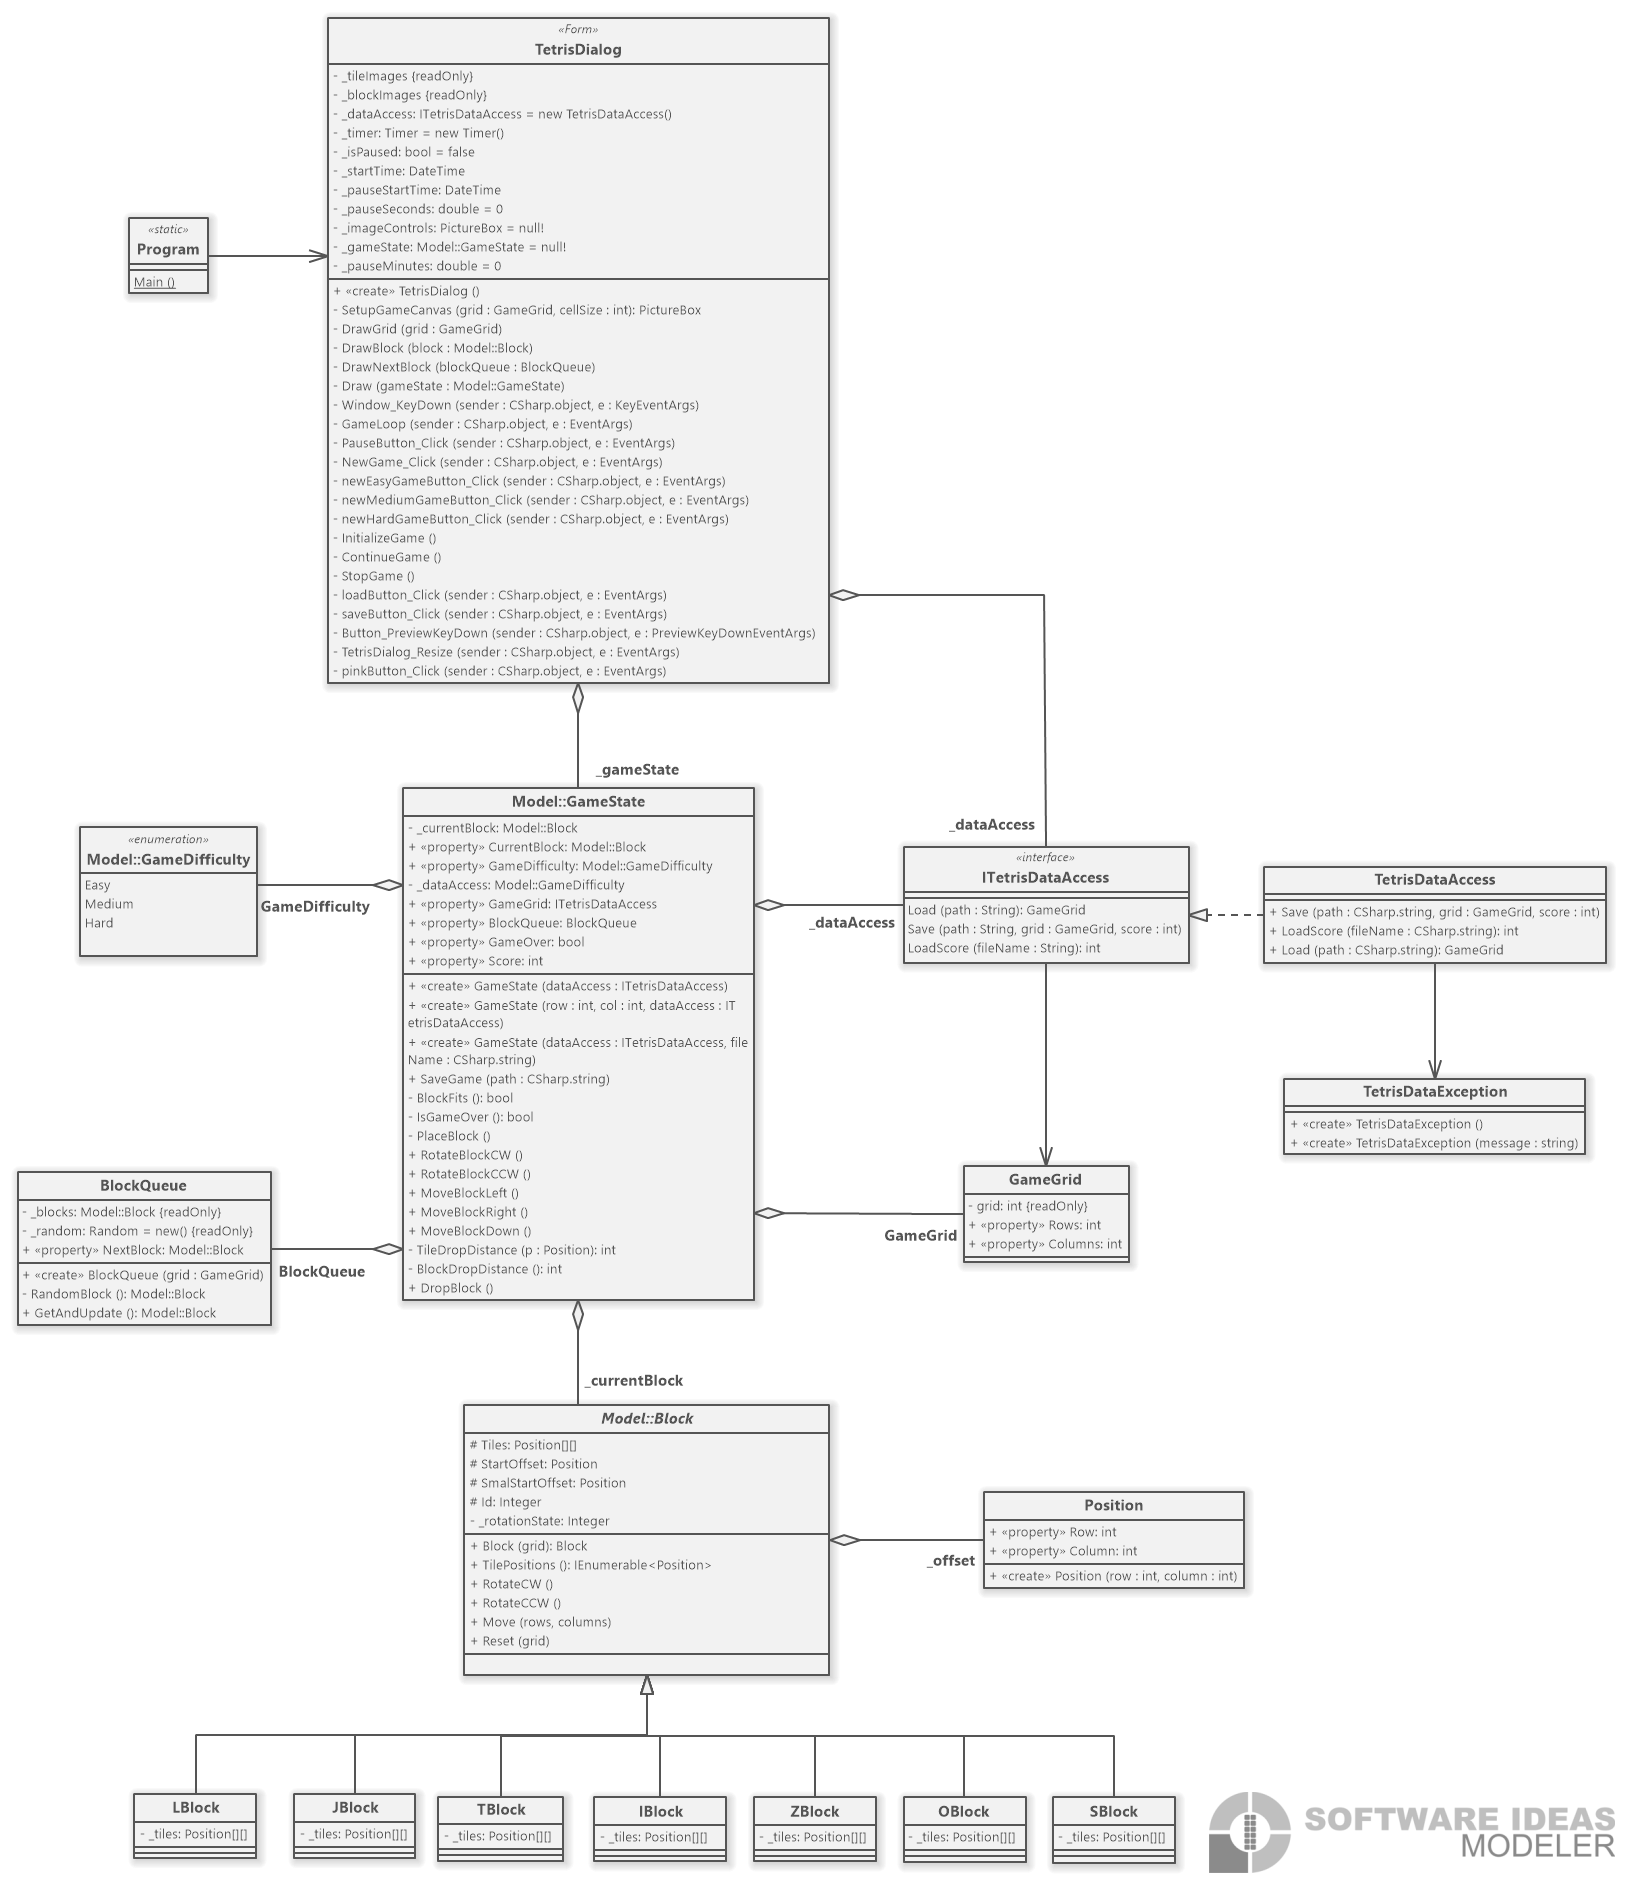 «Form»
TetrisDialog
- _tileImages {readOnly}
- _blockImages {readOnly}
- _dataAccess: ITetrisDataAccess = new TetrisDataAccess()
- _timer: Timer = new Timer()
- _isPaused: bool = false
- _startTime: DateTime
- _pauseStartTime: DateTime
- _pauseSeconds: double = 0
- _imageControls: PictureBox = null!
- _gameState: Model::GameState = null!
- _pauseMinutes: double = 0
+ «create» TetrisDialog ()
- SetupGameCanvas (grid : GameGrid, cellSize : int): PictureBox
- DrawGrid (grid : GameGrid)
- DrawBlock (block : Model::Block)
- DrawNextBlock (blockQueue : BlockQueue)
- Draw (gameState : Model::GameState)
- Window_KeyDown (sender : CSharp.object, e : KeyEventArgs)
- GameLoop (sender : CSharp.object, e : EventArgs)
- PauseButton_Click (sender : CSharp.object, e : EventArgs)
- NewGame_Click (sender : CSharp.object, e : EventArgs)
- newEasyGameButton_Click (sender : CSharp.object, e : EventArgs)
- newMediumGameButton_Click (sender : CSharp.object, e : EventArgs)
- newHardGameButton_Click (sender : CSharp.object, e : EventArgs)
- InitializeGame ()
- ContinueGame ()
- StopGame ()
- loadButton_Click (sender : CSharp.object, e : EventArgs)
- saveButton_Click (sender : CSharp.object, e : EventArgs)
- Button_PreviewKeyDown (sender : CSharp.object, e : PreviewKeyDownEventArgs)
- TetrisDialog_Resize (sender : CSharp.object, e : EventArgs)
- pinkButton_Click (sender : CSharp.object, e : EventArgs)
«static»
Program
Main ()
_gameState
Model::GameState
- _currentBlock: Model::Block
+ «property» CurrentBlock: Model::Block
+ «property» GameDifficulty: Model::GameDifficulty
- _dataAccess: Model::GameDifficulty
+ «property» GameGrid: ITetrisDataAccess
+ «property» BlockQueue: BlockQueue
+ «property» GameOver: bool
+ «property» Score: int
+ «create» GameState (dataAccess : ITetrisDataAccess)
+ «create» GameState (row : int, col : int, dataAccess : IT
etrisDataAccess)
+ «create» GameState (dataAccess : ITetrisDataAccess, file
Name : CSharp.string)
+ SaveGame (path : CSharp.string)
- BlockFits (): bool
- IsGameOver (): bool
- PlaceBlock ()
+ RotateBlockCW ()
+ RotateBlockCCW ()
+ MoveBlockLeft ()
+ MoveBlockRight ()
+ MoveBlockDown ()
- TileDropDistance (p : Position): int
- BlockDropDistance (): int
+ DropBlock ()
«enumeration»
Model::GameDifficulty
Easy
Medium
Hard
GameDifficulty
_dataAccess
_dataAccess
«interface»
ITetrisDataAccess
Load (path : String): GameGrid
Save (path : String, grid : GameGrid, score : int)
LoadScore (fileName : String): int
TetrisDataAccess
+ Save (path : CSharp.string, grid : GameGrid, score : int)
+ LoadScore (fileName : CSharp.string): int
+ Load (path : CSharp.string): GameGrid
TetrisDataException
+ «create» TetrisDataException ()
+ «create» TetrisDataException (message : string)
GameGrid
- grid: int {readOnly}
+ «property» Rows: int
+ «property» Columns: int
GameGrid
BlockQueue
- _blocks: Model::Block {readOnly}
- _random: Random = new() {readOnly}
+ «property» NextBlock: Model::Block
+ «create» BlockQueue (grid : GameGrid)
- RandomBlock (): Model::Block
+ GetAndUpdate (): Model::Block
BlockQueue
_currentBlock
Model::Block
# Tiles: Position[][]
# StartOffset: Position
# SmalStartOffset: Position
# Id: Integer
- _rotationState: Integer
+ Block (grid): Block
+ TilePositions (): IEnumerable<Position>
+ RotateCW ()
+ RotateCCW ()
+ Move (rows, columns)
+ Reset (grid)
_offset
Position
+ «property» Row: int
+ «property» Column: int
+ «create» Position (row : int, column : int)
LBlock
- _tiles: Position[][]
JBlock
- _tiles: Position[][]
TBlock
- _tiles: Position[][]
IBlock
- _tiles: Position[][]
ZBlock
- _tiles: Position[][]
OBlock
- _tiles: Position[][]
SBlock
- _tiles: Position[][]
SOFTWARE IDEAS
MODELER